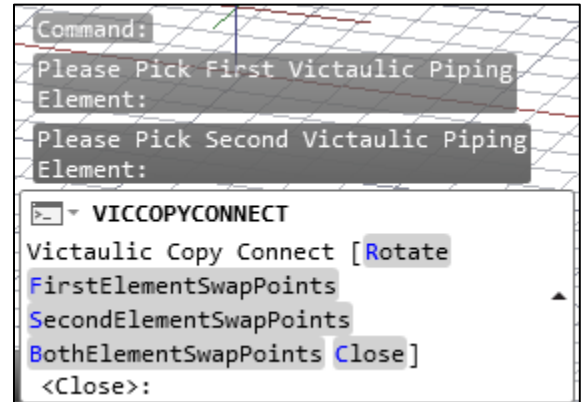 Command:
Please Pick First Victaulic Piping
Element:
Please Pick Second Victaulic Piping
Element:
VICCOPYCONNECT
Victaulic Copy Connect [Rotate
FirstElementSwapPoints
SecondElementSwapPoints
BothElementSwapPoints Close]
<Close>: